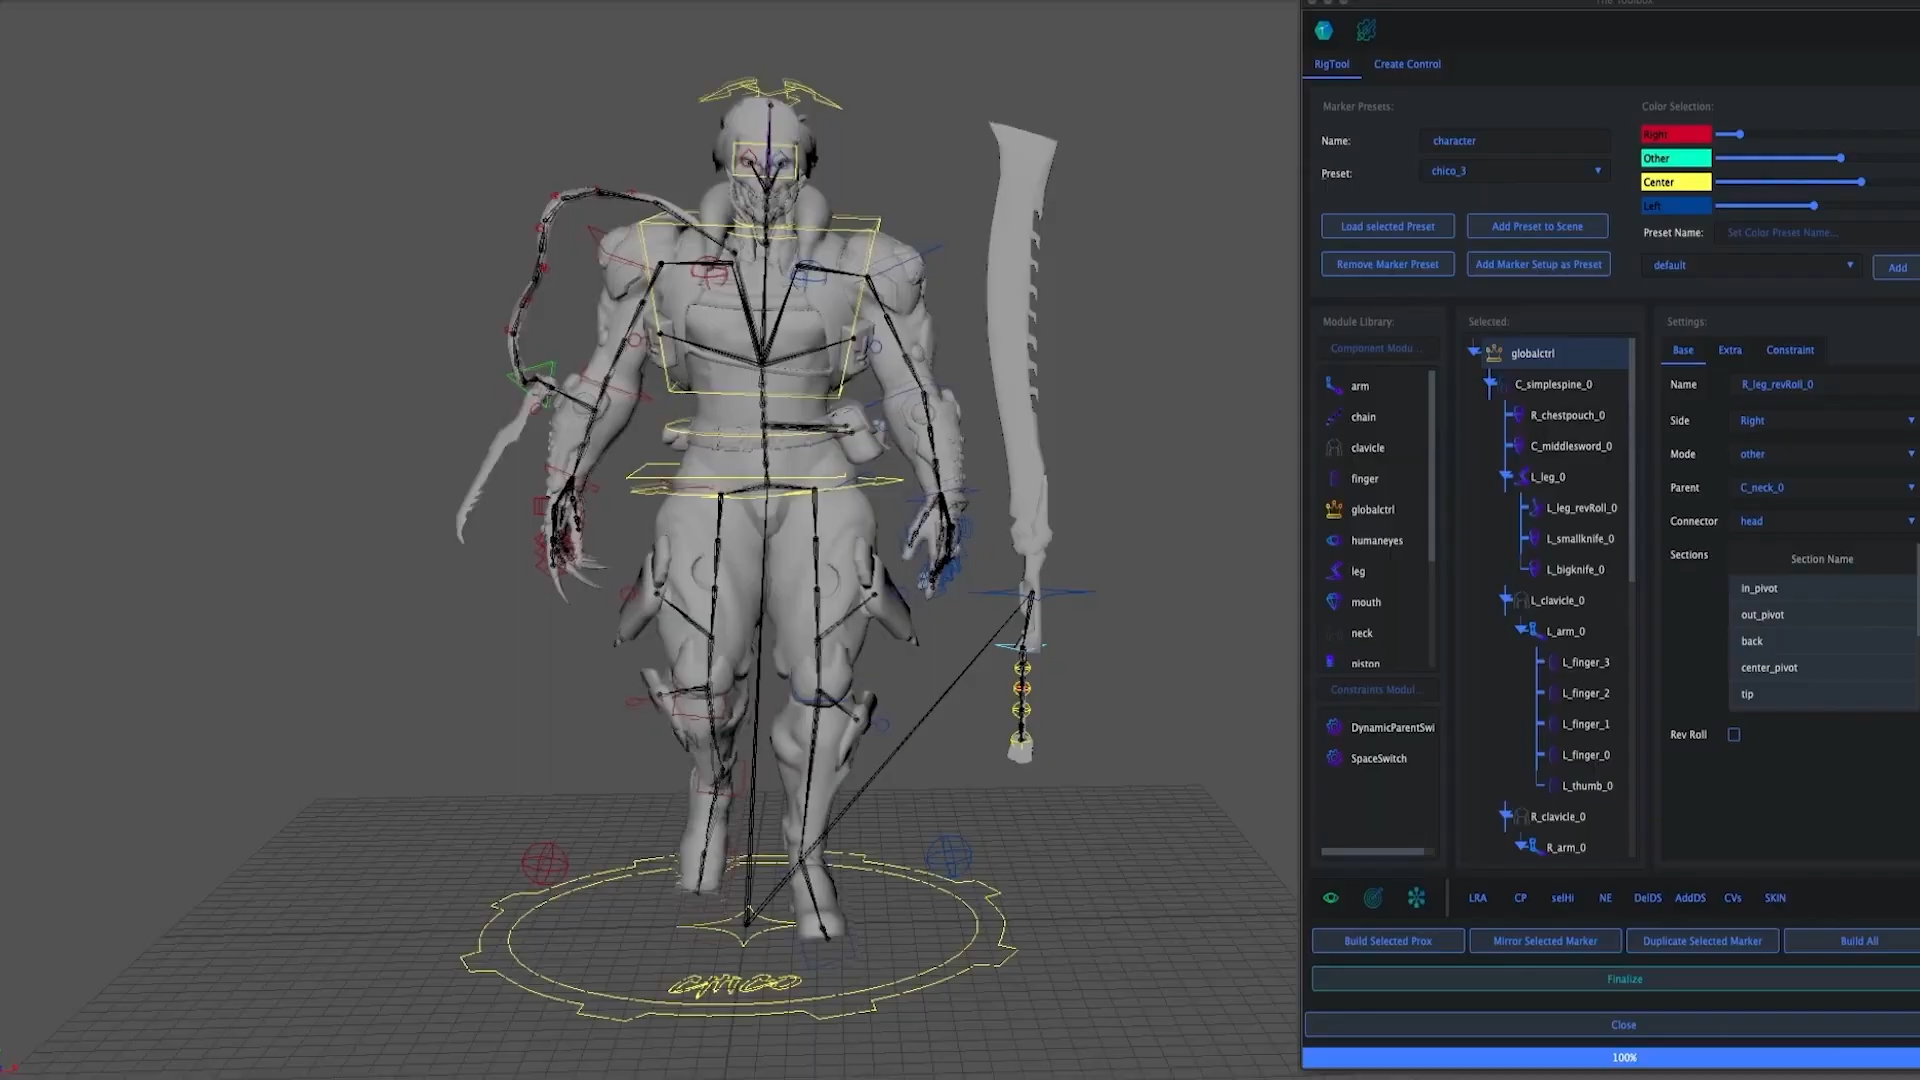 The Toolbox
RigTool
Create Control
Marker Presets:
Name:
character
Preset:
chico_3
Load selected Preset
Add Preset to Scene
Remove Marker Preset
Add Marker Setup as Preset
Color Selection:
Right
Other
Center
Left
Preset Name:
Set Color Preset Name...
default
Add
Module Library:
Component Modu...
arm
chain
clavicle
finger
globalctrl
humaneyes
leg
mouth
neck
piston
Constraints Modul...
DynamicParentSwi
SpaceSwitch
Selected:
globalctrl
C_simplespine_0
R_chestpouch_0
C_middlesword_0
L_leg_0
L_leg_revRoll_0
L_smallknife_0
L_bigknife_0
L_clavicle_0
L_arm_0
L_finger_3
L_finger_2
L_finger_1
L_finger_0
L_thumb_0
R_clavicle_0
R_arm_0
Settings:
Base
Extra
Constraint
Name
R_leg_revRoll_0
Side
Right
Mode
other
Parent
C_neck_0
Connector
head
Sections
Section Name
in_pivot
out_pivot
back
center_pivot
tip
Rev Roll
LRA
CP
selHi
NE
DelDS
AddDS
CVs
SKIN
Build Selected Prox
Mirror Selected Marker
Duplicate Selected Marker
Build All
Finalize
Close
100%
CHICO